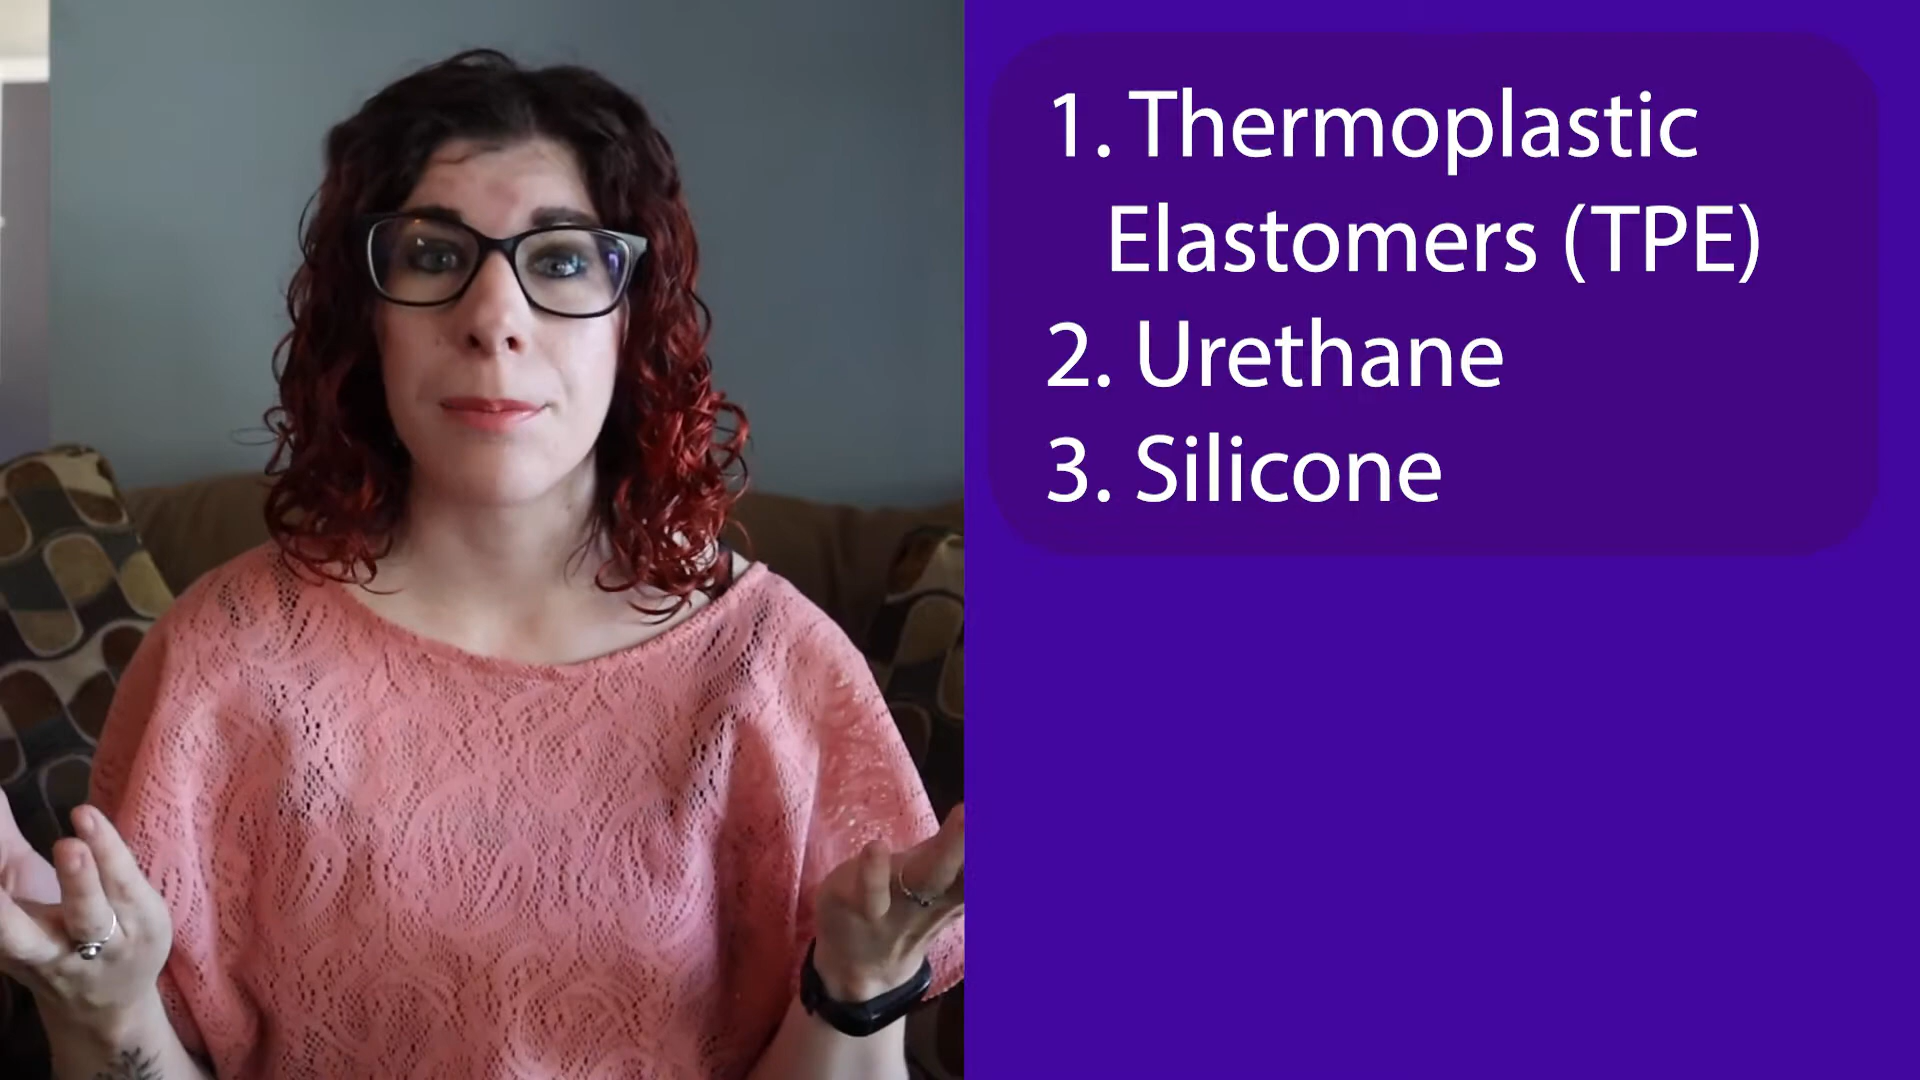 1. Thermoplastic
Elastomers (TPE)
2. Urethane
3. Silicone